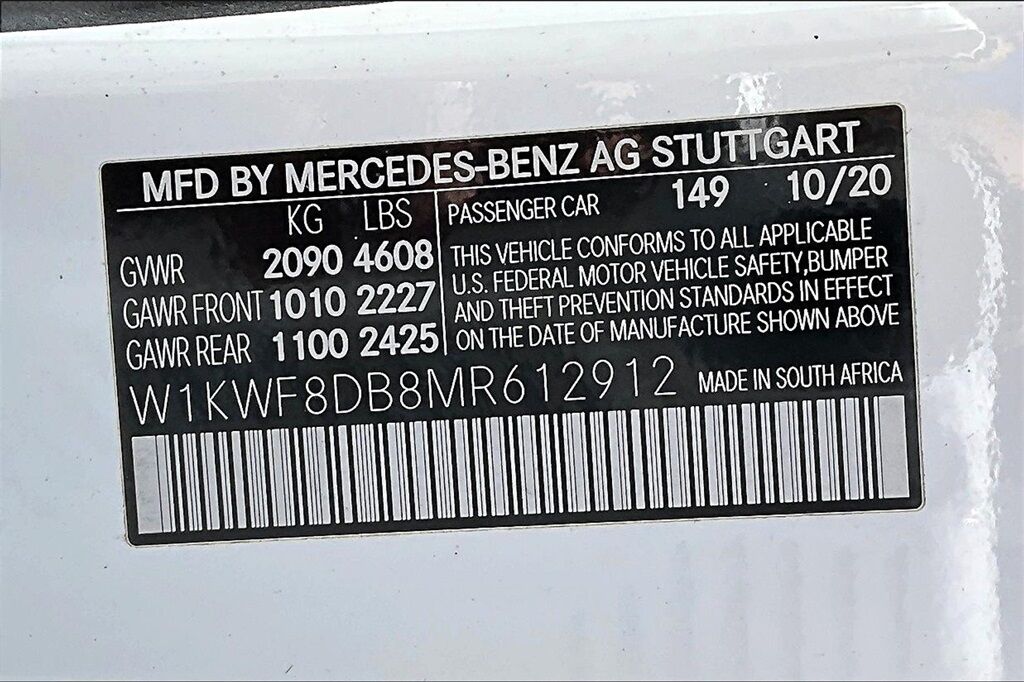 MFD BY MERCEDES-BENZ AG STUTTGART
KG LBS
GVWR 2090 4608
GAWR FRONT 1010 2227
GAWR REAR 1100 2425
PASSENGER CAR 149 10/20
THIS VEHICLE CONFORMS TO ALL APPLICABLE
U.S. FEDERAL MOTOR VEHICLE SAFETY,BUMPER
AND THEFT PREVENTION STANDARDS IN EFFECT
ON THE DATE OF MANUFACTURE SHOWN ABOVE
W1KWF8DB8MR612912 MADE IN SOUTH AFRICA